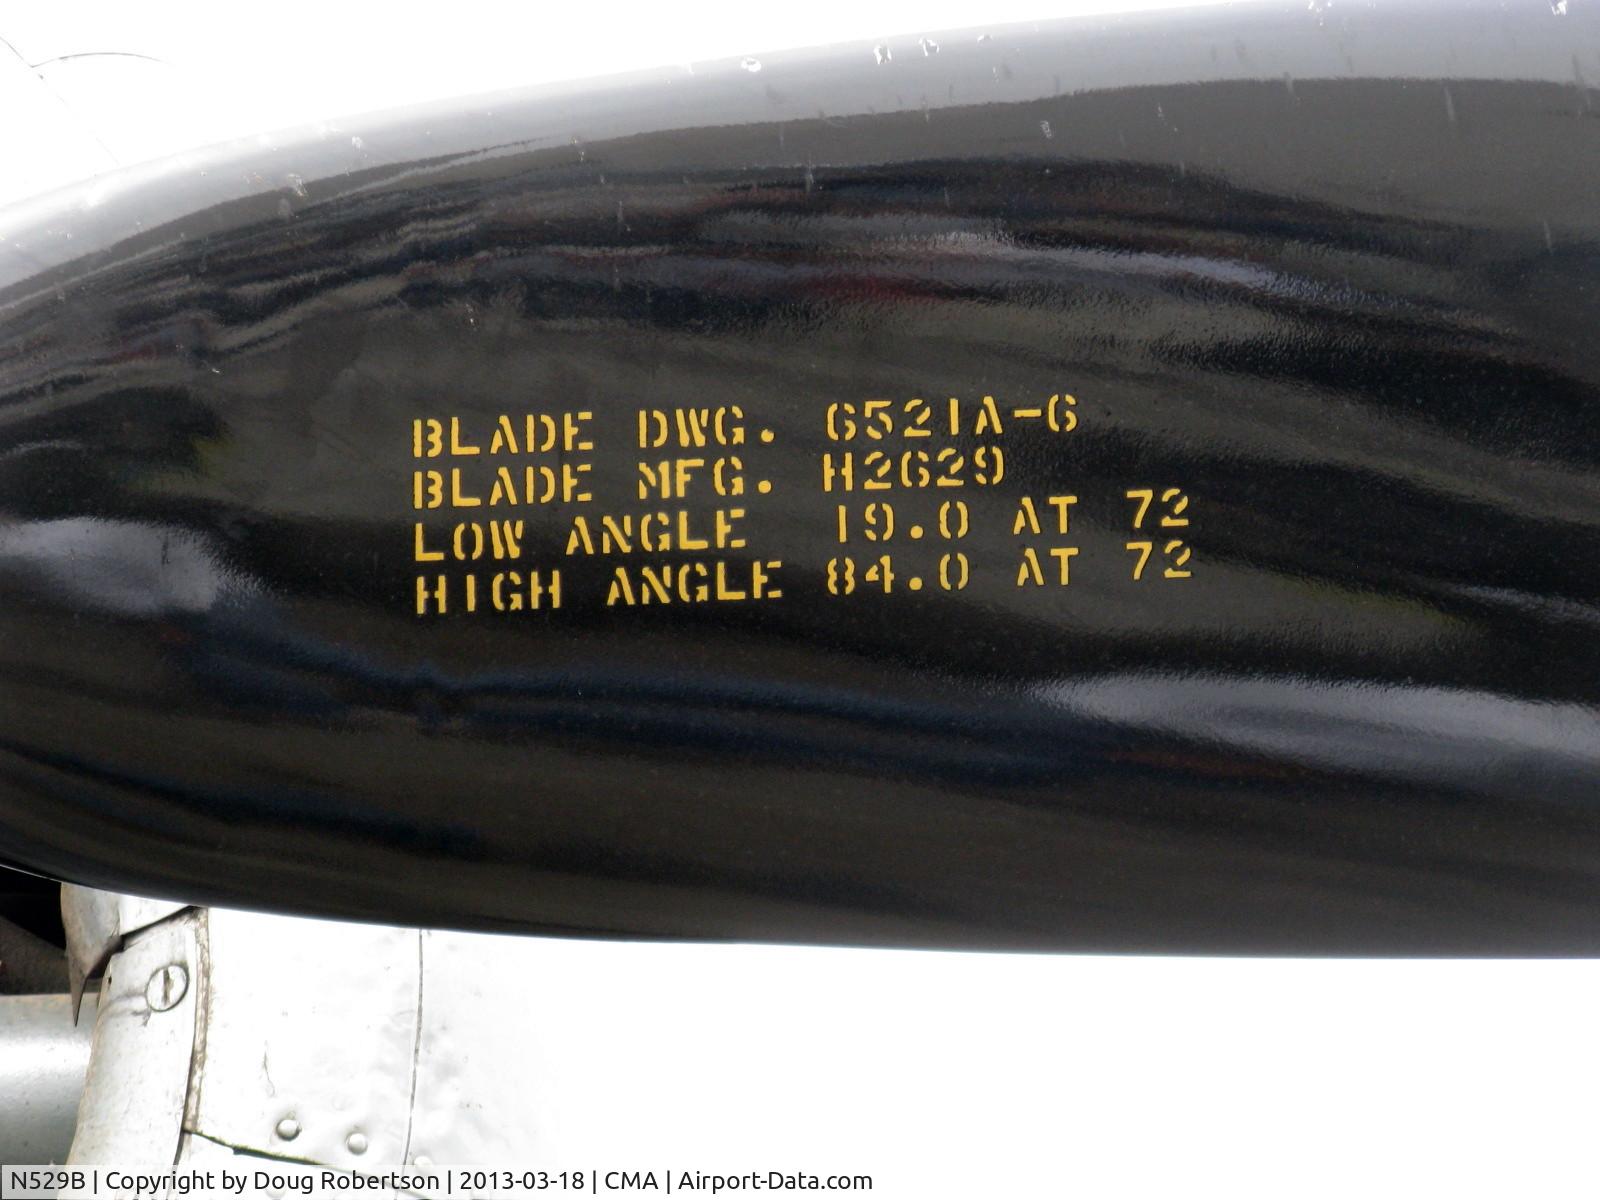 BLADE DWG. 6521A-6
BLADE MFG. H2629
LOW ANGLE 19.0 AT 72
HIGH ANGLE 84.0 AT 72
N529B | Copyright by Doug Robertson | 2013-03-18 | CMA | Airport-Data.com